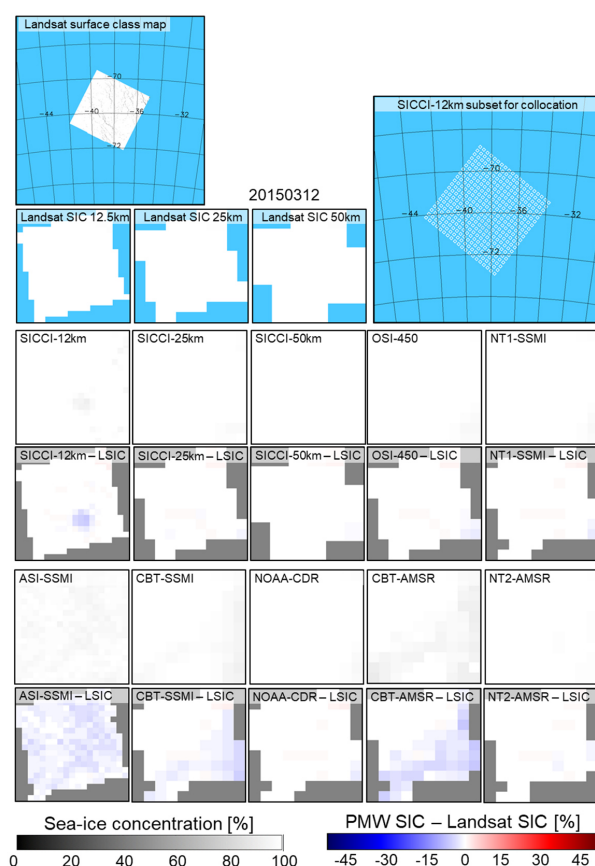 Landsat surface class map
-70
-44
-40
-36
-32
-72
SICCI-12km subset for collocation
-70
-44
-40
-36
-32
-72
20150312
Landsat SIC 12.5km
Landsat SIC 25km
Landsat SIC 50km
SICCI-12km
SICCI-25km
SICCI-50km
OSI-450
NT1-SSMI
SICCI-12km – LSIC
SICCI-25km – LSIC
SICCI-50km – LSIC
OSI-450 – LSIC
NT1-SSMI – LSIC
ASI-SSMI
CBT-SSMI
NOAA-CDR
CBT-AMSR
NT2-AMSR
ASI-SSMI – LSIC
CBT-SSMI – LSIC
NOAA-CDR – LSIC
CBT-AMSR – LSIC
NT2-AMSR – LSIC
Sea-ice concentration [%]
0 20 40 60 80 100
PMW SIC – Landsat SIC [%]
-45 -30 -15 0 15 30 45